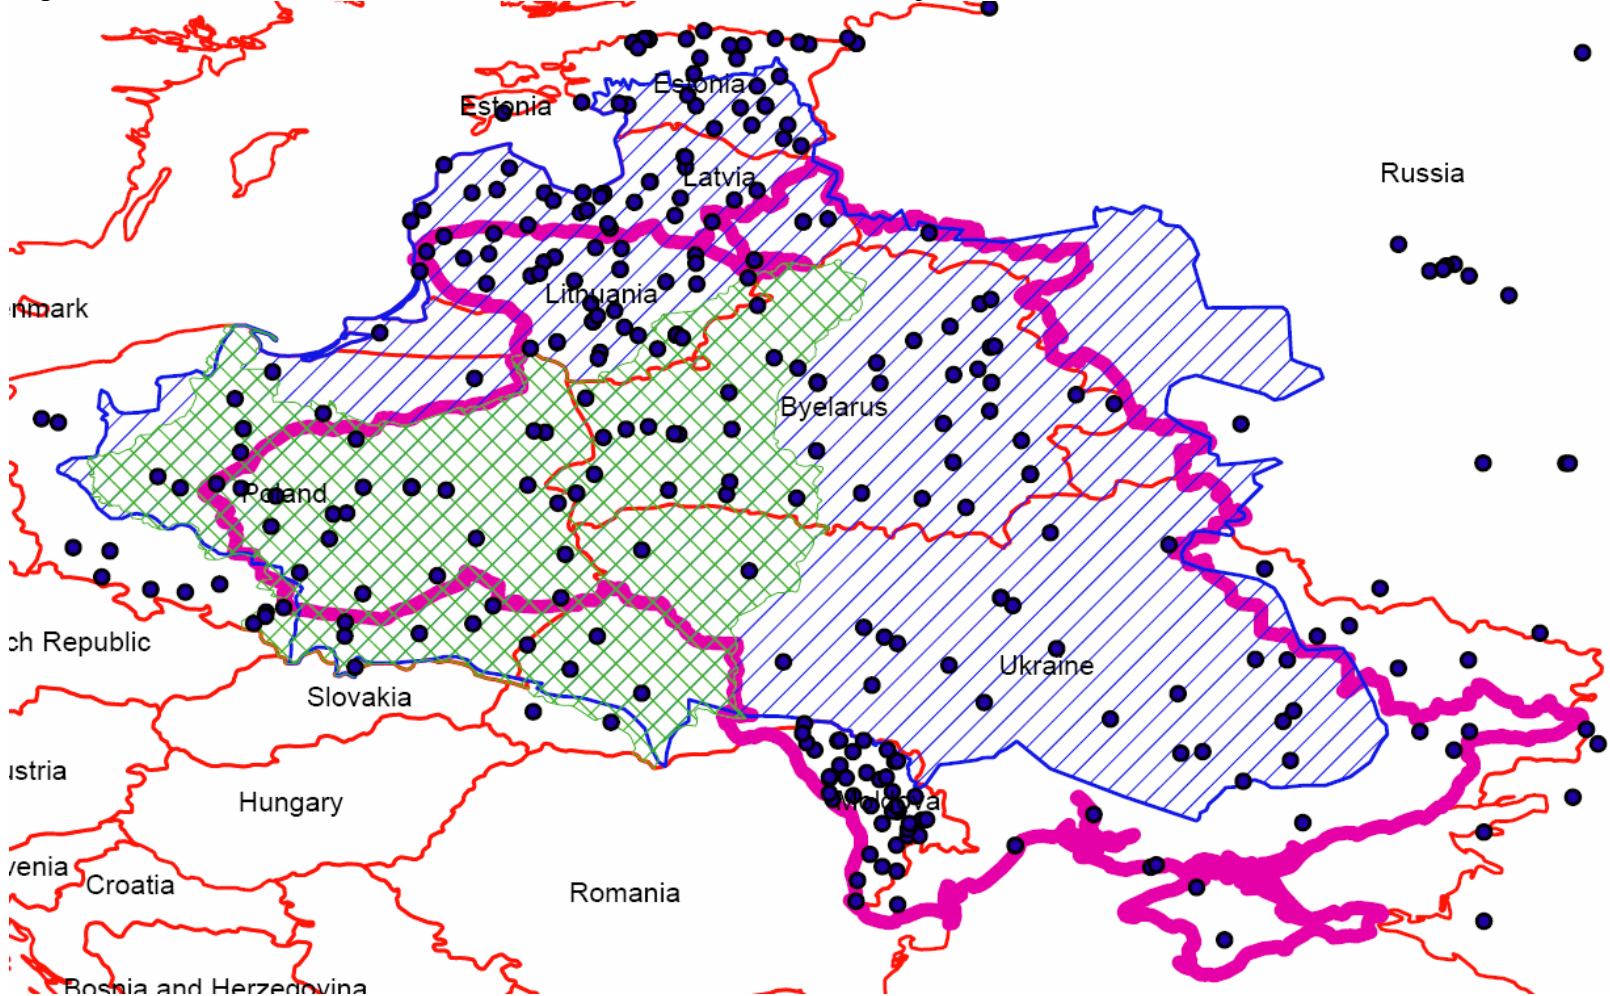 Estonia
Estonia
Russia
Latvia
Lithuania
nmark
Byelarus
Poland
ch Republic
Ukraine
Slovakia
ustria
Hungary
Moldova
venia
Croatia
Romania
Bosnia and Herzegovina